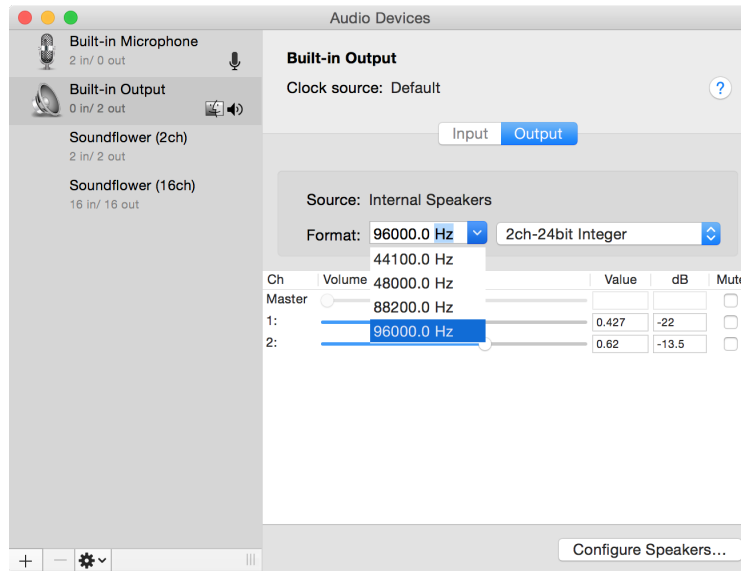 Audio Devices
Built-in Microphone
2 in/ 0 out
Built-in Output
0 in/ 2 out
Soundflower (2ch)
2 in/ 2 out
Soundflower (16ch)
16 in/ 16 out
Built-in Output
Clock source: Default
?
Input Output
Source: Internal Speakers
Format: 96000.0 Hz 2ch-24bit Integer
44100.0 Hz
48000.0 Hz
88200.0 Hz
96000.0 Hz
Ch Volume Value dB Mute
Master
1: 0.427 -22
2: 0.62 -13.5
Configure Speakers...